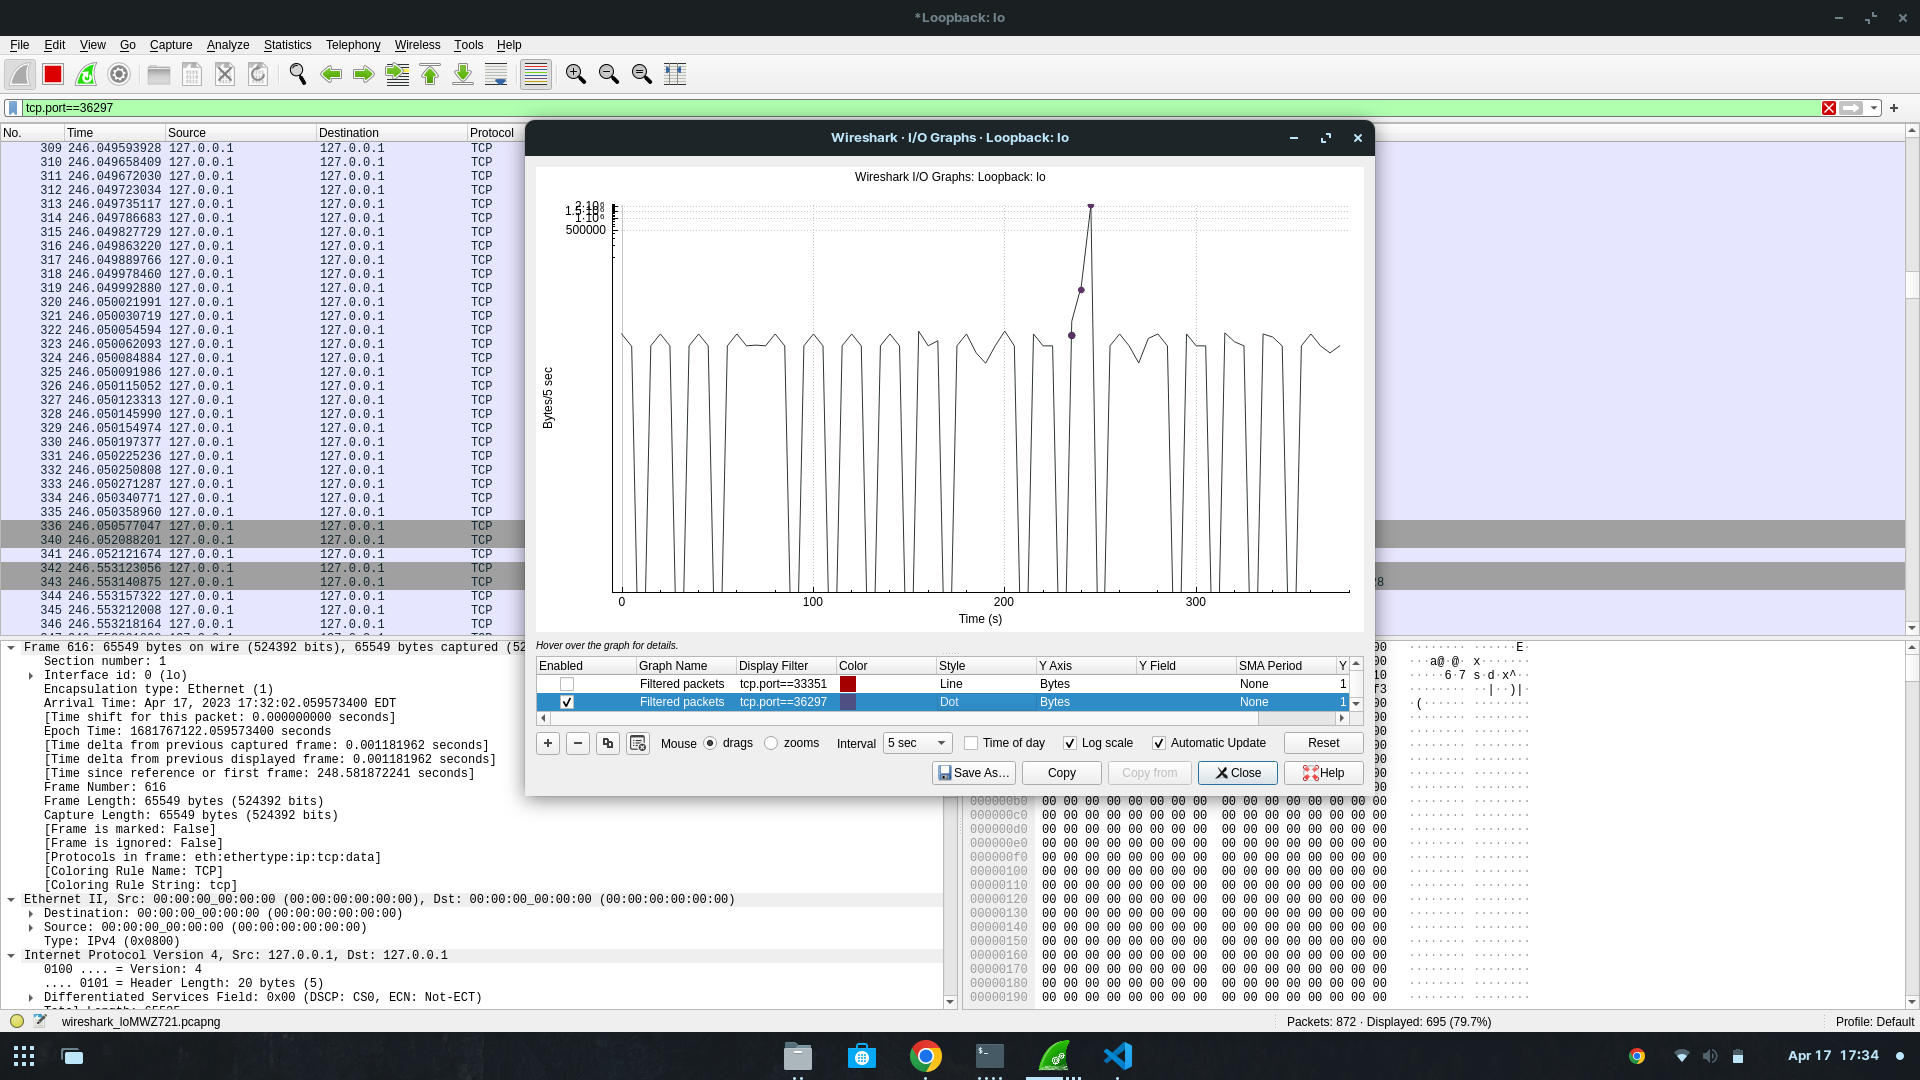 *Loopback: lo
File Edit View Go Capture Analyze Statistics Telephony Wireless Tools Help
tcp.port==36297
No. Time Source Destination Protocol
309 246.049593928 127.0.0.1 127.0.0.1 TCP
310 246.049658409 127.0.0.1 127.0.0.1 TCP
311 246.049672030 127.0.0.1 127.0.0.1 TCP
312 246.049723034 127.0.0.1 127.0.0.1 TCP
313 246.049735117 127.0.0.1 127.0.0.1 TCP
314 246.049786683 127.0.0.1 127.0.0.1 TCP
315 246.049827729 127.0.0.1 127.0.0.1 TCP
316 246.049863220 127.0.0.1 127.0.0.1 TCP
317 246.049889766 127.0.0.1 127.0.0.1 TCP
318 246.049978460 127.0.0.1 127.0.0.1 TCP
319 246.049992880 127.0.0.1 127.0.0.1 TCP
320 246.050021991 127.0.0.1 127.0.0.1 TCP
321 246.050030719 127.0.0.1 127.0.0.1 TCP
322 246.050054594 127.0.0.1 127.0.0.1 TCP
323 246.050062093 127.0.0.1 127.0.0.1 TCP
324 246.050084884 127.0.0.1 127.0.0.1 TCP
325 246.050091986 127.0.0.1 127.0.0.1 TCP
326 246.050115052 127.0.0.1 127.0.0.1 TCP
327 246.050123313 127.0.0.1 127.0.0.1 TCP
328 246.050145990 127.0.0.1 127.0.0.1 TCP
329 246.050154974 127.0.0.1 127.0.0.1 TCP
330 246.050197377 127.0.0.1 127.0.0.1 TCP
331 246.050225236 127.0.0.1 127.0.0.1 TCP
332 246.050250808 127.0.0.1 127.0.0.1 TCP
333 246.050271287 127.0.0.1 127.0.0.1 TCP
334 246.050340771 127.0.0.1 127.0.0.1 TCP
335 246.050358960 127.0.0.1 127.0.0.1 TCP
336 246.050577047 127.0.0.1 127.0.0.1 TCP
340 246.052088201 127.0.0.1 127.0.0.1 TCP
341 246.052121674 127.0.0.1 127.0.0.1 TCP
342 246.553123056 127.0.0.1 127.0.0.1 TCP
343 246.553140875 127.0.0.1 127.0.0.1 TCP
344 246.553157322 127.0.0.1 127.0.0.1 TCP
345 246.553212008 127.0.0.1 127.0.0.1 TCP
346 246.553218164 127.0.0.1 127.0.0.1 TCP
Frame 616: 65549 bytes on wire (524392 bits), 65549 bytes captured (52
Section number: 1
Interface id: 0 (lo)
Encapsulation type: Ethernet (1)
Arrival Time: Apr 17, 2023 17:32:02.059573400 EDT
[Time shift for this packet: 0.000000000 seconds]
Epoch Time: 1681767122.059573400 seconds
[Time delta from previous captured frame: 0.001181962 seconds]
[Time delta from previous displayed frame: 0.001181962 seconds]
[Time since reference or first frame: 248.581872241 seconds]
Frame Number: 616
Frame Length: 65549 bytes (524392 bits)
Capture Length: 65549 bytes (524392 bits)
[Frame is marked: False]
[Frame is ignored: False]
[Protocols in frame: eth:ethertype:ip:tcp:data]
[Coloring Rule Name: TCP]
[Coloring Rule String: tcp]
Ethernet II, Src: 00:00:00_00:00:00 (00:00:00:00:00:00), Dst: 00:00:00_00:00:00 (00:00:00:00:00:00)
Destination: 00:00:00_00:00:00 (00:00:00:00:00:00)
Source: 00:00:00_00:00:00 (00:00:00:00:00:00)
Type: IPv4 (0x0800)
Internet Protocol Version 4, Src: 127.0.0.1, Dst: 127.0.0.1
0100 .... = Version: 4
.... 0101 = Header Length: 20 bytes (5)
Differentiated Services Field: 0x00 (DSCP: CS0, ECN: Not-ECT)
Wireshark · I/O Graphs · Loopback: lo
Wireshark I/O Graphs: Loopback: lo
2·10⁶
1.5·10⁶
1·10⁶
500000
Bytes/5 sec
0 100 200 300
Time (s)
Hover over the graph for details.
Enabled Graph Name Display Filter Color Style Y Axis Y Field SMA Period Y
Filtered packets tcp.port==33351 Line Bytes None 1
Filtered packets tcp.port==36297 Dot Bytes None 1
Mouse drags zooms Interval 5 sec Time of day Log scale Automatic Update Reset
Save As… Copy Copy from Close Help
28
00 ········ ······E·
00 ···a@·@· ··x·····
10 ·····6·7 ·s·d·x^·
f3 ········ ···|··)|
00 ·(······ ········
00 ········ ········
00 ········ ········
00 ········ ········
00 ········ ········
00 ········ ········
00 ········ ········
000000b0 00 00 00 00 00 00 00 00 00 00 00 00 00 00 00 00 ········ ········
000000c0 00 00 00 00 00 00 00 00 00 00 00 00 00 00 00 00 ········ ········
000000d0 00 00 00 00 00 00 00 00 00 00 00 00 00 00 00 00 ········ ········
000000e0 00 00 00 00 00 00 00 00 00 00 00 00 00 00 00 00 ········ ········
000000f0 00 00 00 00 00 00 00 00 00 00 00 00 00 00 00 00 ········ ········
00000100 00 00 00 00 00 00 00 00 00 00 00 00 00 00 00 00 ········ ········
00000110 00 00 00 00 00 00 00 00 00 00 00 00 00 00 00 00 ········ ········
00000120 00 00 00 00 00 00 00 00 00 00 00 00 00 00 00 00 ········ ········
00000130 00 00 00 00 00 00 00 00 00 00 00 00 00 00 00 00 ········ ········
00000140 00 00 00 00 00 00 00 00 00 00 00 00 00 00 00 00 ········ ········
00000150 00 00 00 00 00 00 00 00 00 00 00 00 00 00 00 00 ········ ········
00000160 00 00 00 00 00 00 00 00 00 00 00 00 00 00 00 00 ········ ········
00000170 00 00 00 00 00 00 00 00 00 00 00 00 00 00 00 00 ········ ········
00000180 00 00 00 00 00 00 00 00 00 00 00 00 00 00 00 00 ········ ········
00000190 00 00 00 00 00 00 00 00 00 00 00 00 00 00 00 00 ········ ········
wireshark_loMWZ721.pcapng Packets: 872 · Displayed: 695 (79.7%) Profile: Default
Apr 17 17:34